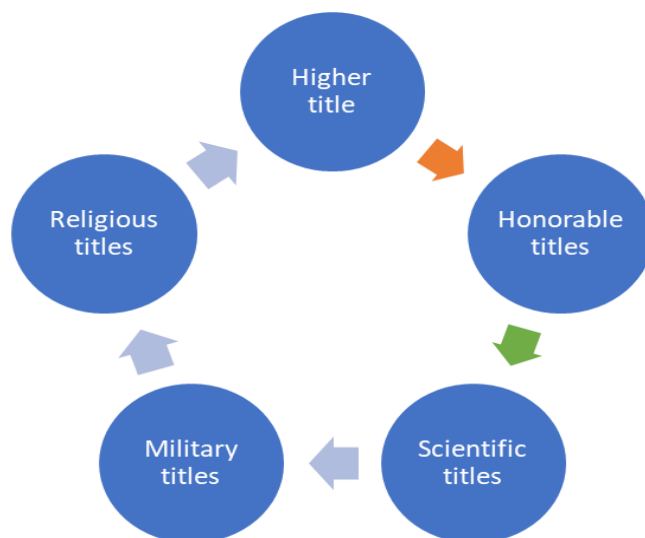 Higher
title
Honorable
titles
Scientific
titles
Military
titles
Religious
titles